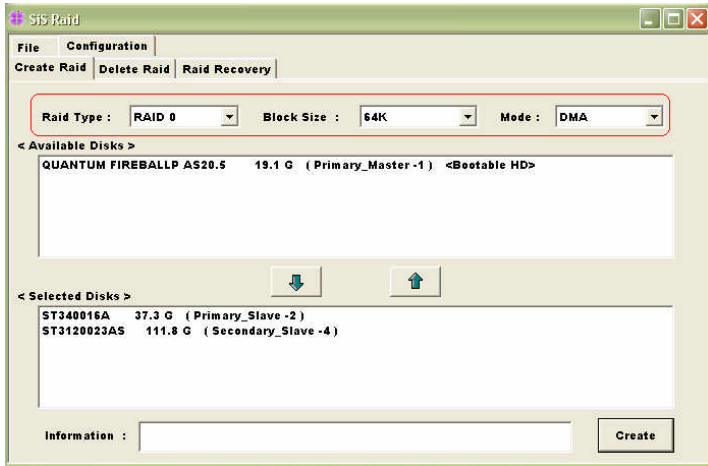 SiS Raid
File Configuration
Create Raid Delete Raid Raid Recovery
Raid Type : RAID 0 Block Size : 64K Mode : DMA
< Available Disks >
QUANTUM FIREBALLP AS20.5 19.1 G ( Primary_Master -1 ) <Bootable HD>
< Selected Disks >
ST340016A 37.3 G ( Primary_Slave -2 )
ST3120023AS 111.8 G ( Secondary_Slave -4 )
Information :
Create